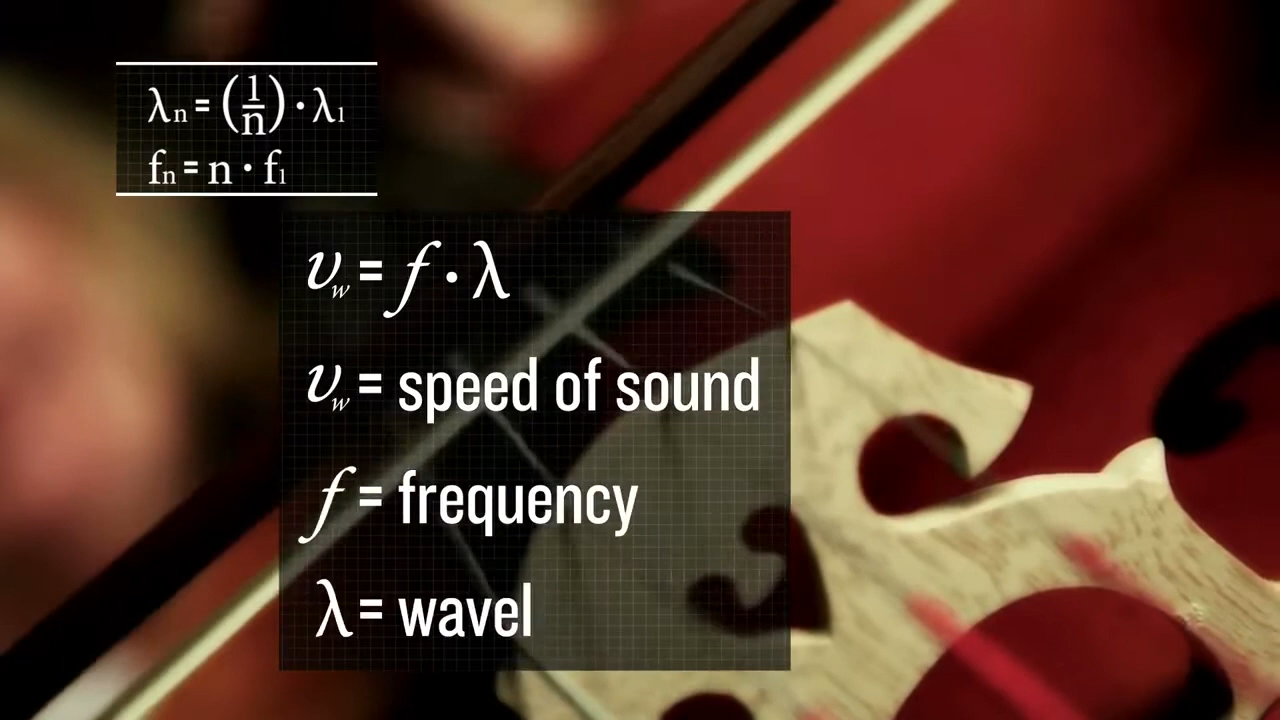 λn = (1/n) · λ1
fn = n · f1
vw = f · λ
vw = speed of sound
f = frequency
λ = wavel